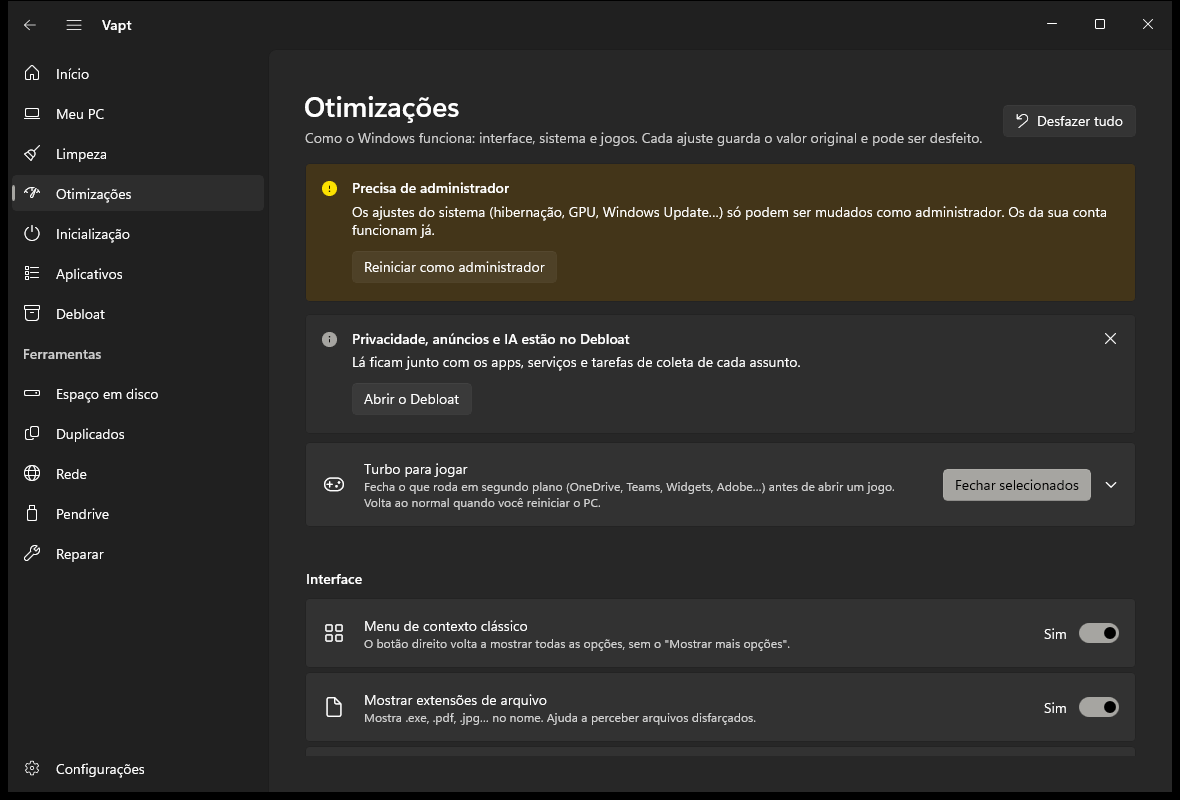 Vapt
Início
Meu PC
Limpeza
Otimizações
Inicialização
Aplicativos
Debloat
Ferramentas
Espaço em disco
Duplicados
Rede
Pendrive
Reparar
Configurações
Otimizações
Como o Windows funciona: interface, sistema e jogos. Cada ajuste guarda o valor original e pode ser desfeito.
Desfazer tudo
Precisa de administrador
Os ajustes do sistema (hibernação, GPU, Windows Update...) só podem ser mudados como administrador. Os da sua conta
funcionam já.
Reiniciar como administrador
Privacidade, anúncios e IA estão no Debloat
Lá ficam junto com os apps, serviços e tarefas de coleta de cada assunto.
Abrir o Debloat
Turbo para jogar
Fecha o que roda em segundo plano (OneDrive, Teams, Widgets, Adobe...) antes de abrir um jogo.
Volta ao normal quando você reiniciar o PC.
Fechar selecionados
Interface
Menu de contexto clássico
O botão direito volta a mostrar todas as opções, sem o "Mostrar mais opções".
Sim
Mostrar extensões de arquivo
Mostra .exe, .pdf, .jpg... no nome. Ajuda a perceber arquivos disfarçados.
Sim